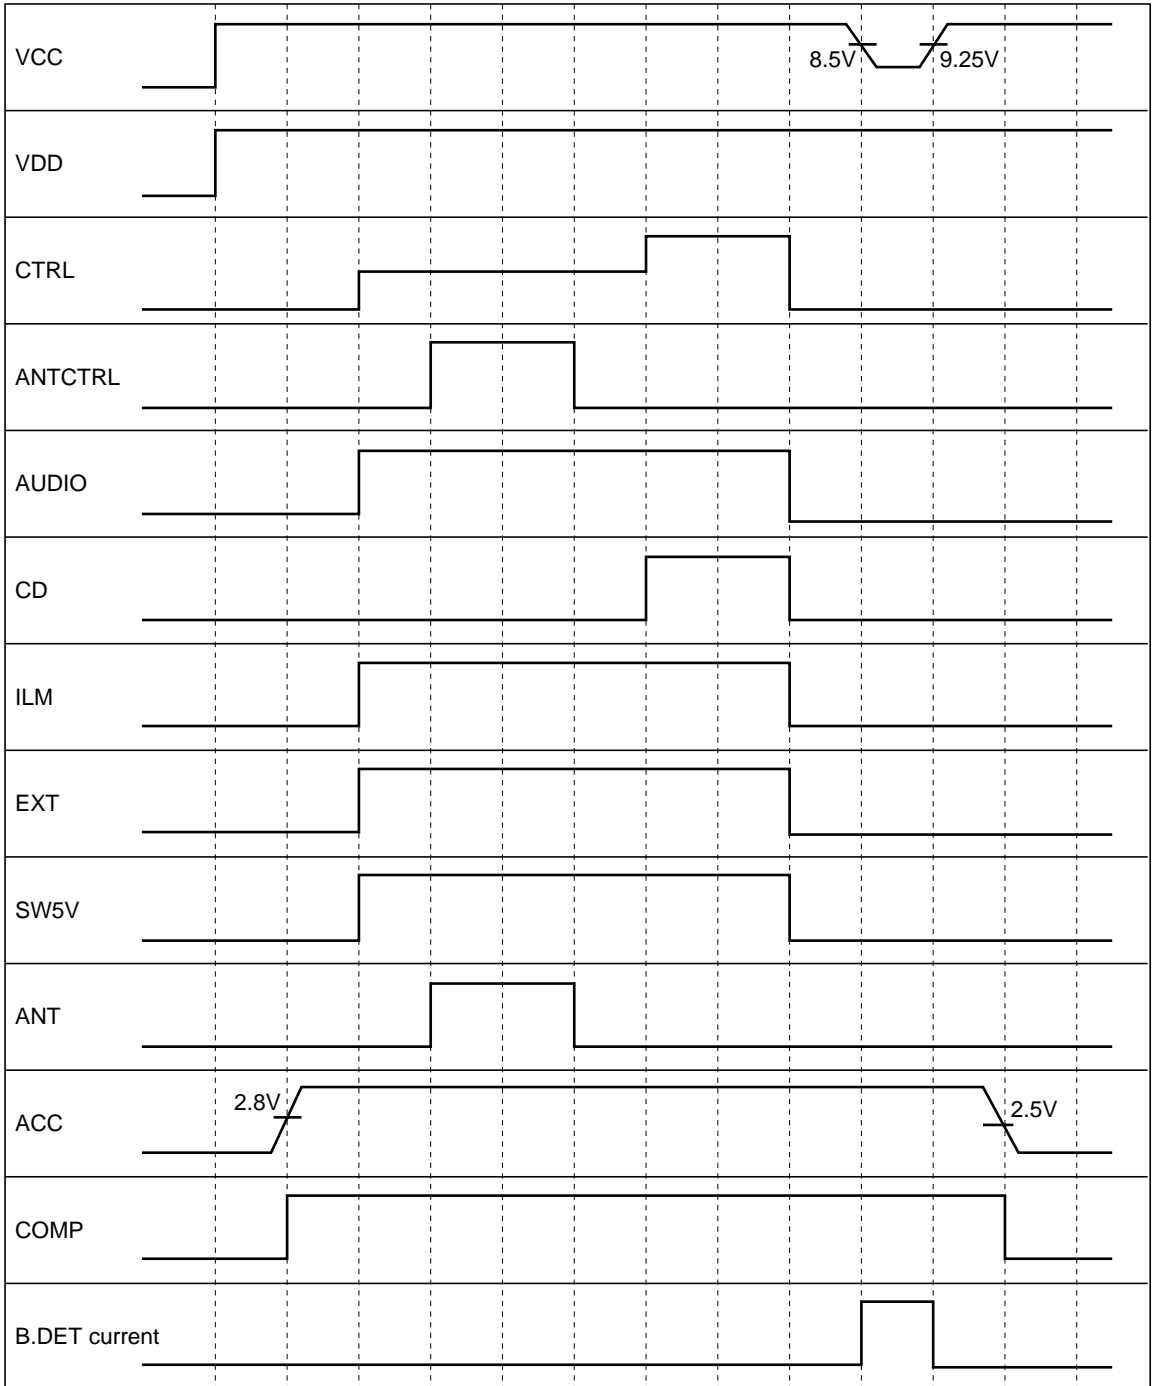 VCC
8.5V
9.25V
VDD
CTRL
ANTCTRL
AUDIO
CD
ILM
EXT
SW5V
ANT
ACC
2.8V
2.5V
COMP
B.DET current